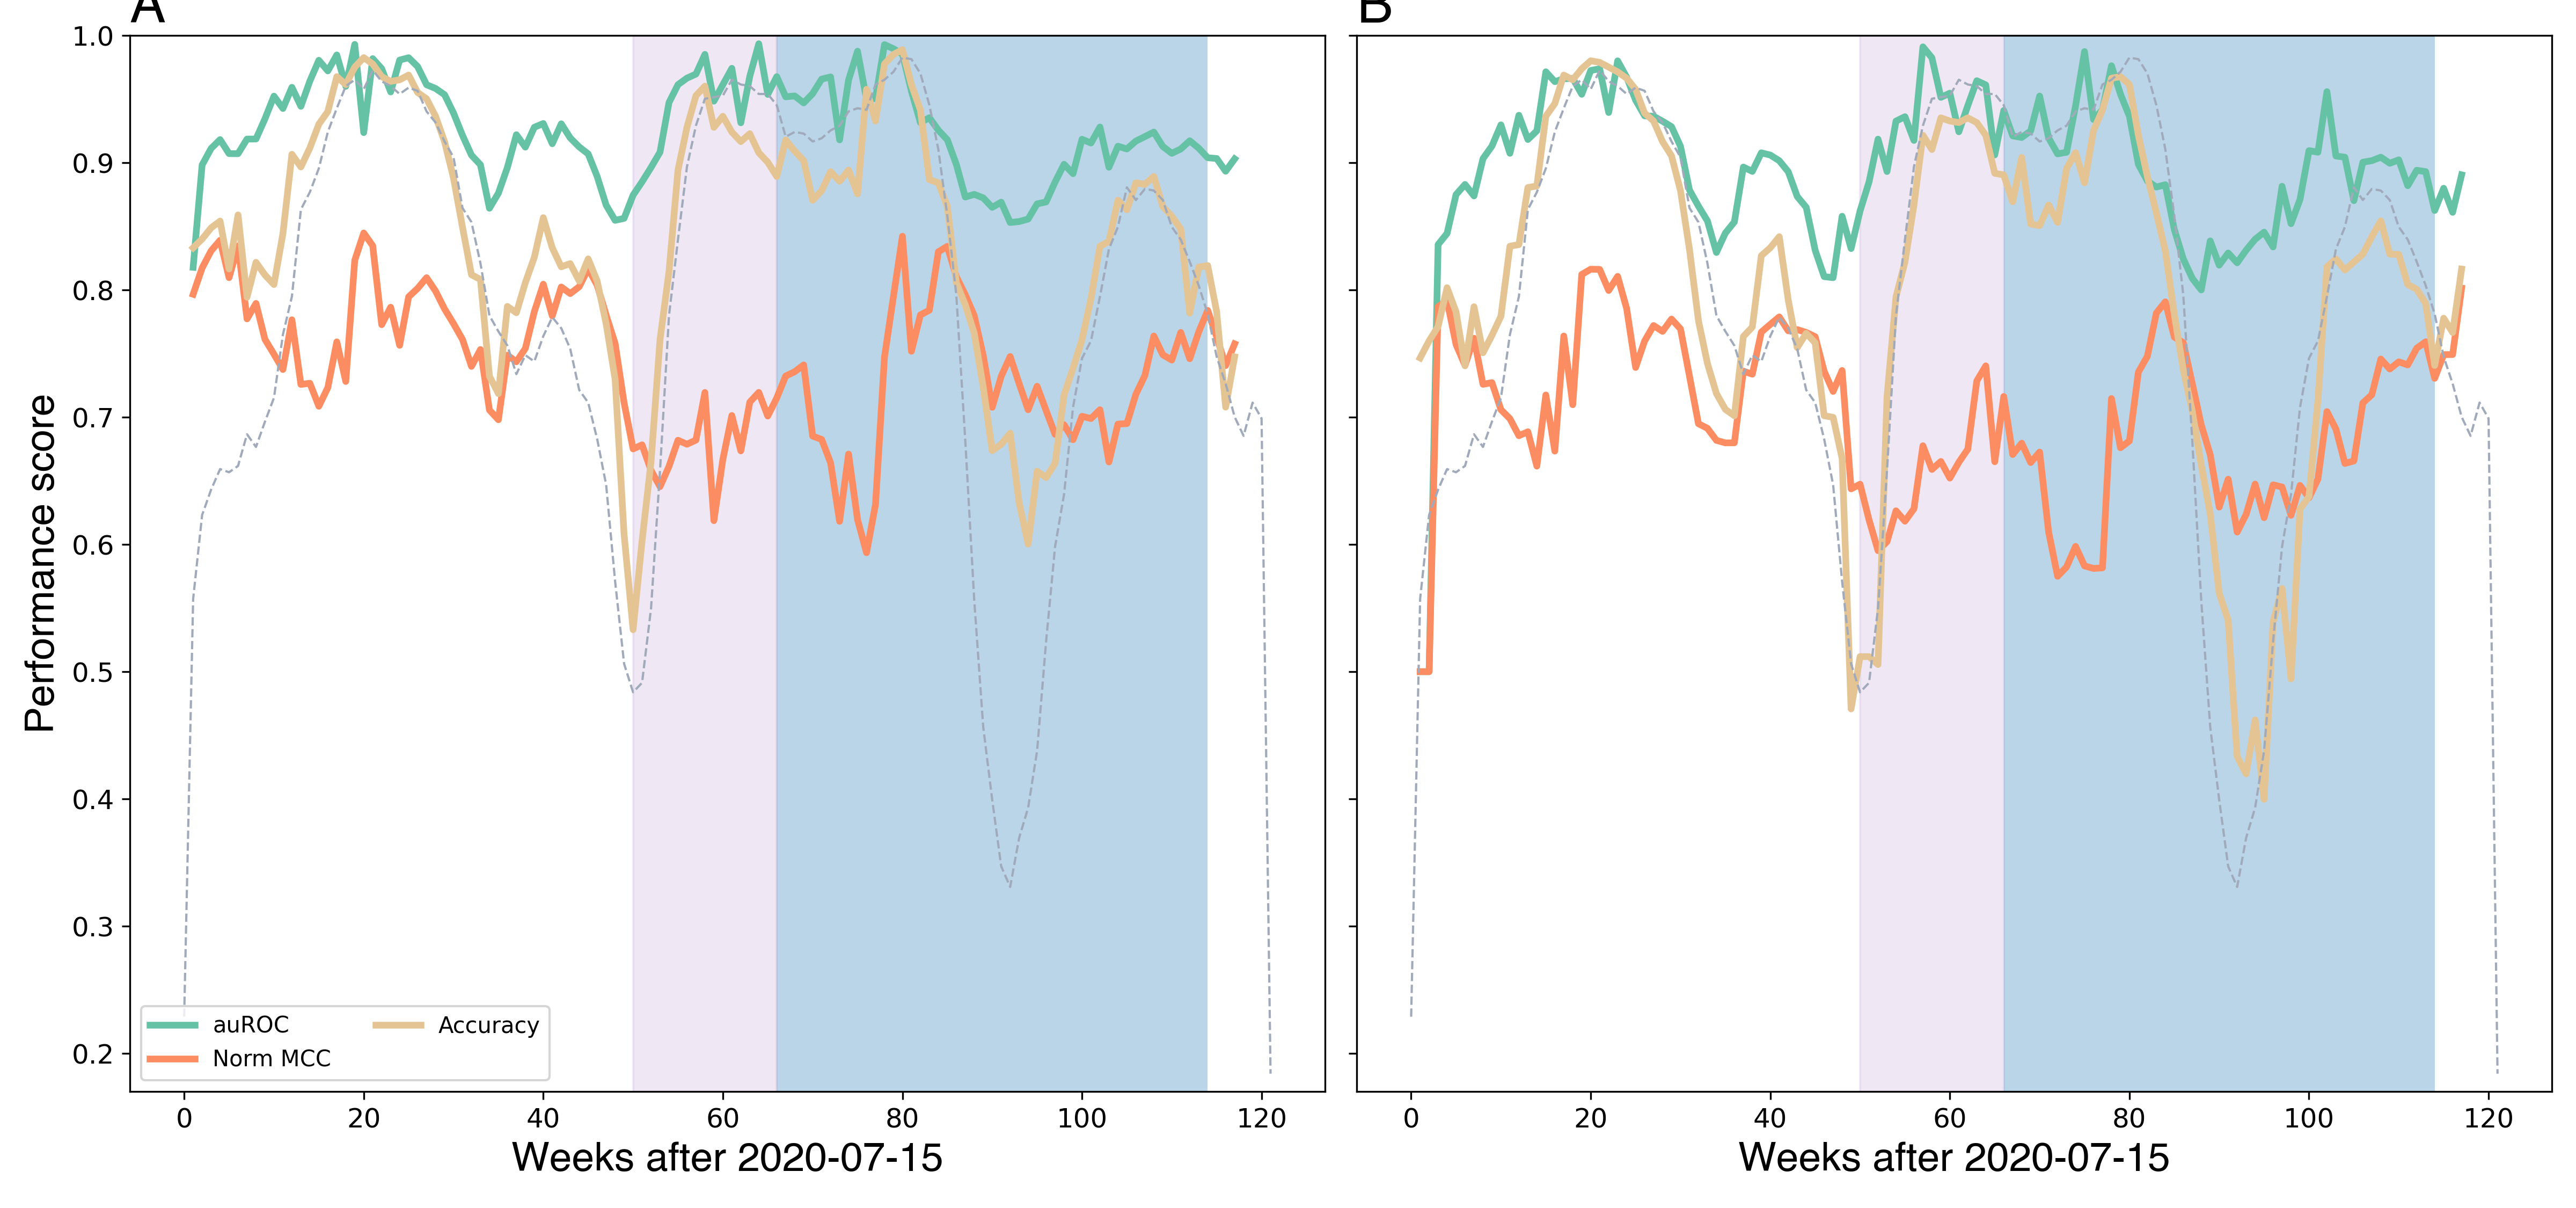 A
B
Performance score
1.0
0.9
0.8
0.7
0.6
0.5
0.4
0.3
0.2
auROC
Accuracy
Norm MCC
0 20 40 60 80 100 120
0 20 40 60 80 100 120
Weeks after 2020-07-15
Weeks after 2020-07-15